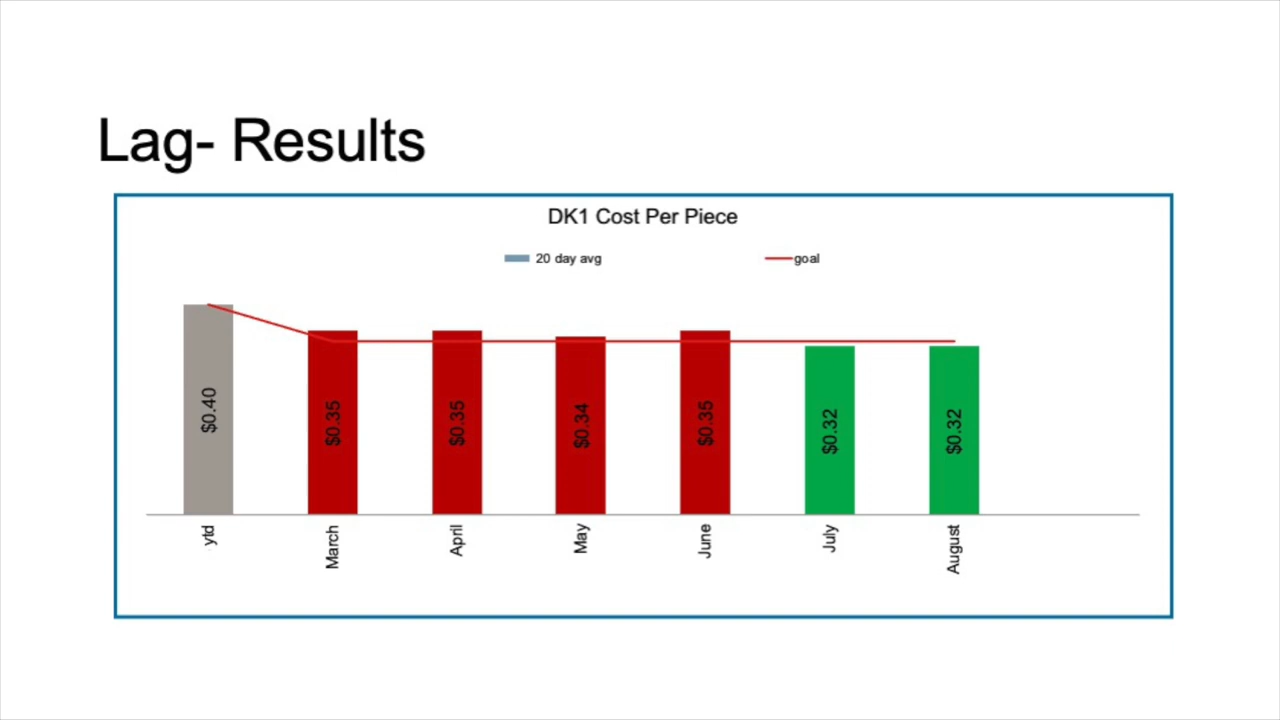 Lag- Results
DK1 Cost Per Piece
20 day avg
goal
$0.40
$0.35
$0.35
$0.34
$0.35
$0.32
$0.32
ytd
March
April
May
June
July
August